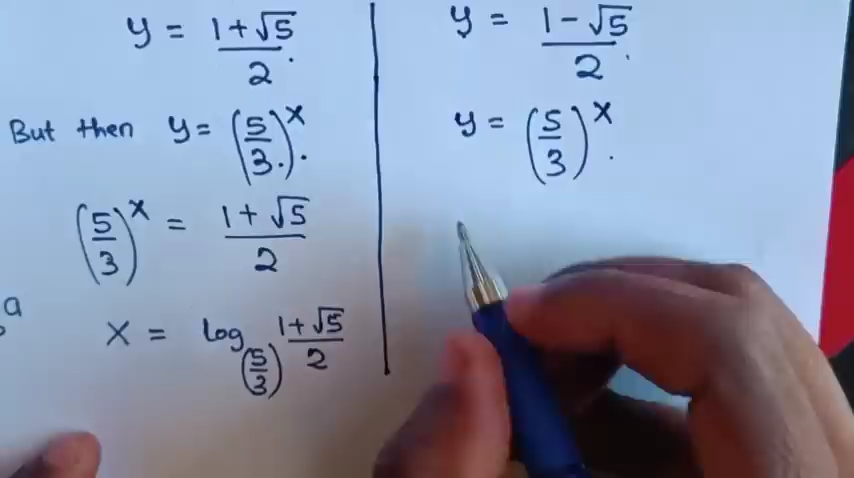 y = (1+√5)/2.
But then y = (5/3.)^x.
(5/3)^x = (1+√5)/2
a
x = log_(5/3) (1+√5)/2
y = (1-√5)/2.
y = (5/3)^x.